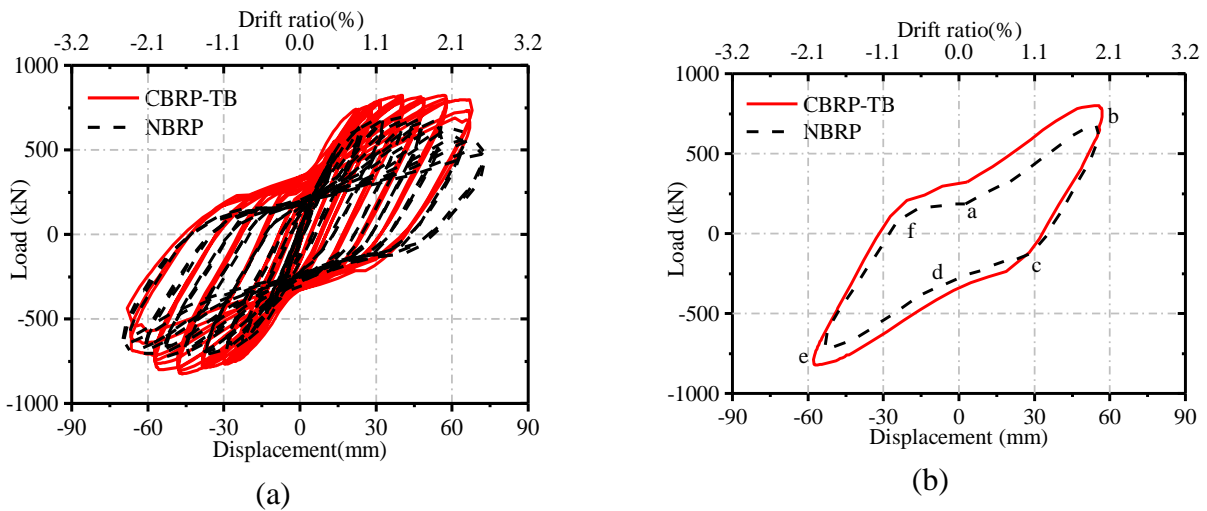 Drift ratio(%)
-3.2 -2.1 -1.1 0.0 1.1 2.1 3.2
1000
500
0
-500
-1000
Load (kN)
CBRP-TB
NBRP
-90 -60 -30 0 30 60 90
Displacement(mm)
(a)
Drift ratio(%)
-3.2 -2.1 -1.1 0.0 1.1 2.1 3.2
1000
500
0
-500
-1000
Load (kN)
CBRP-TB
NBRP
b
a
f
d
c
e
-90 -60 -30 0 30 60 90
Displacement (mm)
(b)